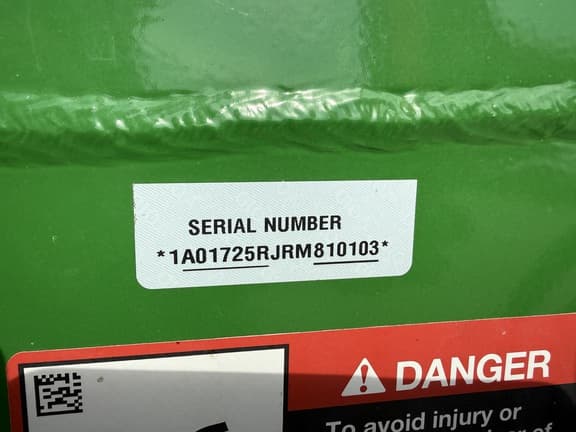 SERIAL NUMBER
*1A01725RJRM810103*
DANGER
To avoid injury or